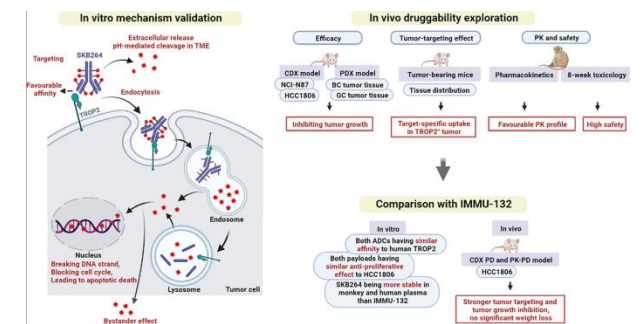 In vitro mechanism validation
Extracellular release
pH-mediated cleavage in TME
SKB264
Targeting
Favourable
affinity
TROP2
Endocytosis
Endosome
Nucleus
Breaking DNA strand,
Blocking cell cycle,
Leading to apoptotic death
Lysosome
Tumor cell
Bystander effect
In vivo druggability exploration
Efficacy
Tumor-targeting effect
PK and safety
CDX model
PDX model
Tumor-bearing mice
Pharmacokinetics
8-week toxicology
NCI-N87
HCC1806
BC tumor tissue
GC tumor tissue
Tissue distribution
Inhibiting tumor growth
Target-specific uptake
in TROP2⁺ tumor
Favourable PK profile
High safety
Comparison with IMMU-132
In vitro
Both ADCs having similar
affinity to human TROP2
Both payloads having
similar anti-proliferative
effect to HCC1806
SKB264 being more stable in
monkey and human plasma
than IMMU-132
In vivo
CDX PD and PK-PD model
HCC1806
Stronger tumor targeting and
tumor growth inhibition,
no significant weight loss